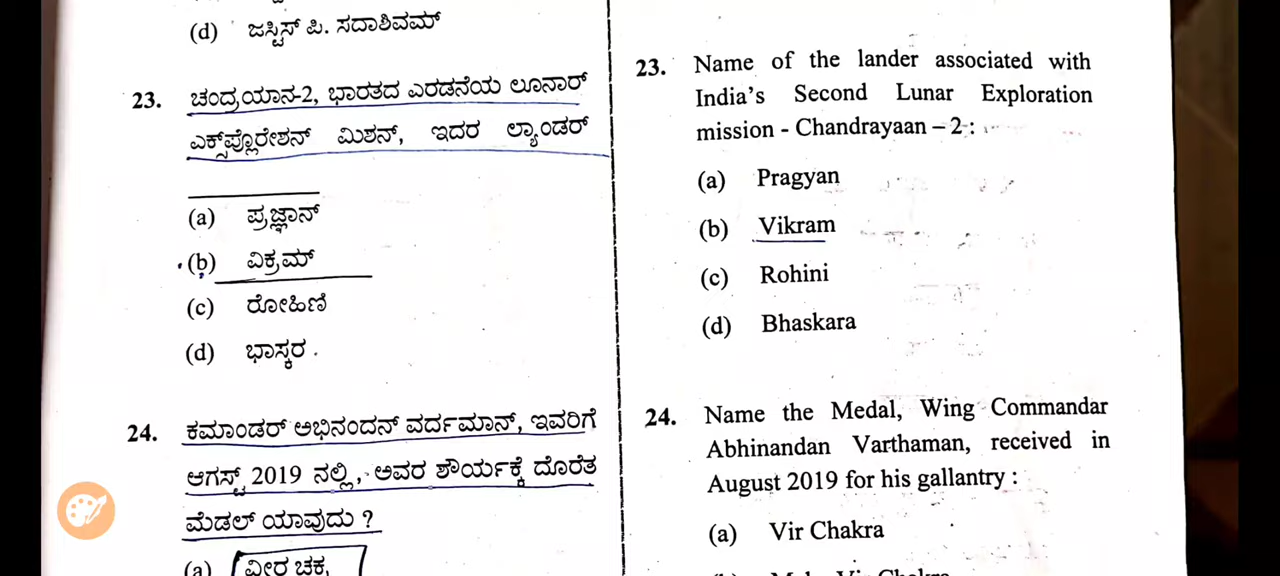 (d) ಜಸ್ಟಿಸ್ ಪಿ. ಸದಾಶಿವಮ್
23. ಚಂದ್ರಯಾನ-2, ಭಾರತದ ಎರಡನೆಯ ಲೂನಾರ್
ಎಕ್ಸ್‌ಪ್ಲೊರೇಶನ್ ಮಿಶನ್, ಇದರ ಲ್ಯಾಂಡರ್
(a) ಪ್ರಜ್ಞಾನ್
(b) ವಿಕ್ರಮ್
(c) ರೋಹಿಣಿ
(d) ಭಾಸ್ಕರ .
24. ಕಮಾಂಡರ್ ಅಭಿನಂದನ್ ವರ್ದಮಾನ್, ಇವರಿಗೆ
ಆಗಸ್ಟ್ 2019 ನಲ್ಲಿ, ಅವರ ಶೌರ್ಯಕ್ಕೆ ದೊರೆತ
ಮೆಡಲ್ ಯಾವುದು ?
(a) ವೀರ ಚಕ್ರ
23. Name of the lander associated with
India's Second Lunar Exploration
mission - Chandrayaan – 2 :
(a) Pragyan
(b) Vikram
(c) Rohini
(d) Bhaskara
24. Name the Medal, Wing Commandar
Abhinandan Varthaman, received in
August 2019 for his gallantry :
(a) Vir Chakra